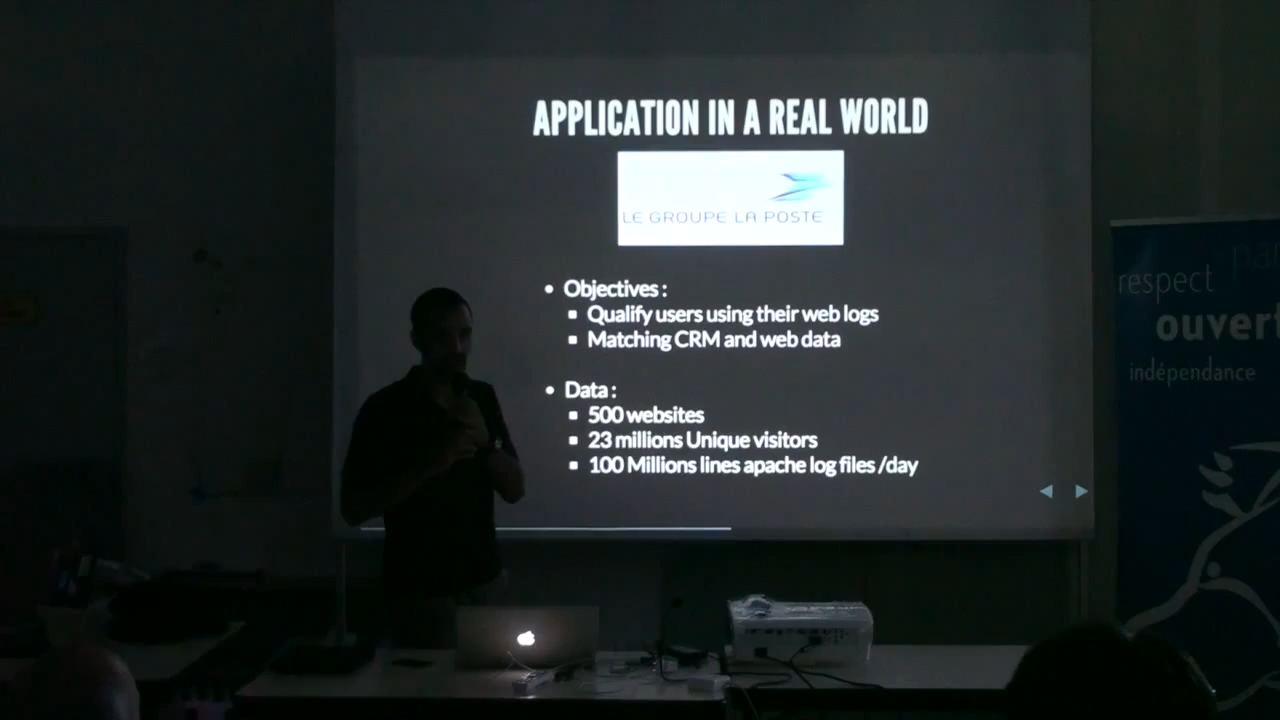 APPLICATION IN A REAL WORLD
LE GROUPE LA POSTE
• Objectives :
▪ Qualify users using their web logs
▪ Matching CRM and web data
• Data :
▪ 500 websites
▪ 23 millions Unique visitors
▪ 100 Millions lines apache log files /day
respect
ouvert
indépendance